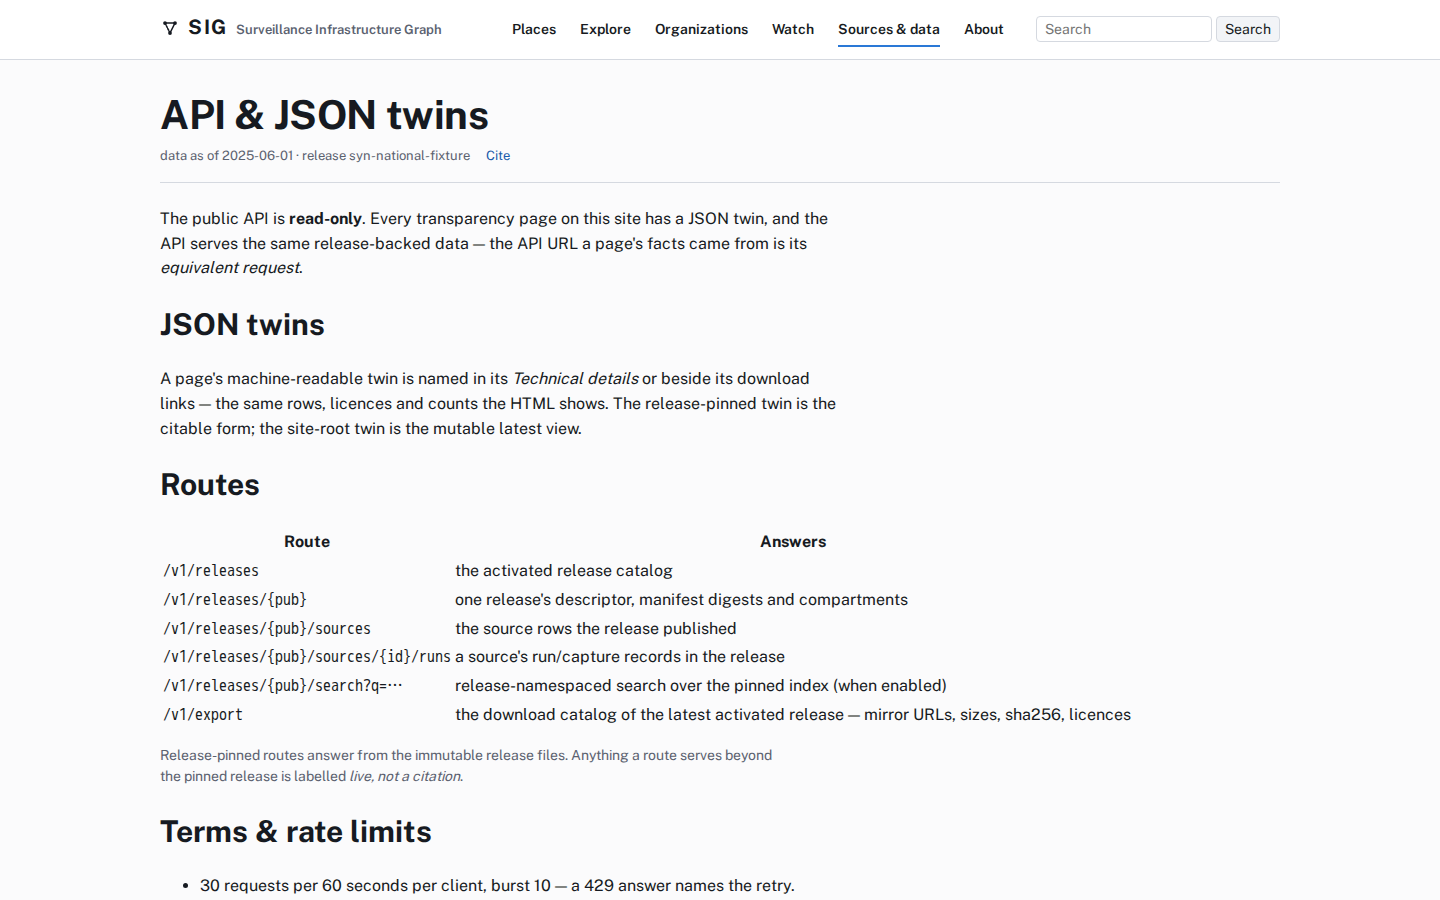 SIG Surveillance Infrastructure Graph
Places Explore Organizations Watch Sources & data About Search Search
API & JSON twins
data as of 2025-06-01 · release syn-national-fixture Cite
The public API is read-only. Every transparency page on this site has a JSON twin, and the
API serves the same release-backed data — the API URL a page's facts came from is its
equivalent request.
JSON twins
A page's machine-readable twin is named in its Technical details or beside its download
links — the same rows, licences and counts the HTML shows. The release-pinned twin is the
citable form; the site-root twin is the mutable latest view.
Routes
Route Answers
/v1/releases the activated release catalog
/v1/releases/{pub} one release's descriptor, manifest digests and compartments
/v1/releases/{pub}/sources the source rows the release published
/v1/releases/{pub}/sources/{id}/runs a source's run/capture records in the release
/v1/releases/{pub}/search?q=… release-namespaced search over the pinned index (when enabled)
/v1/export the download catalog of the latest activated release — mirror URLs, sizes, sha256, licences
Release-pinned routes answer from the immutable release files. Anything a route serves beyond
the pinned release is labelled live, not a citation.
Terms & rate limits
• 30 requests per 60 seconds per client, burst 10 — a 429 answer names the retry.